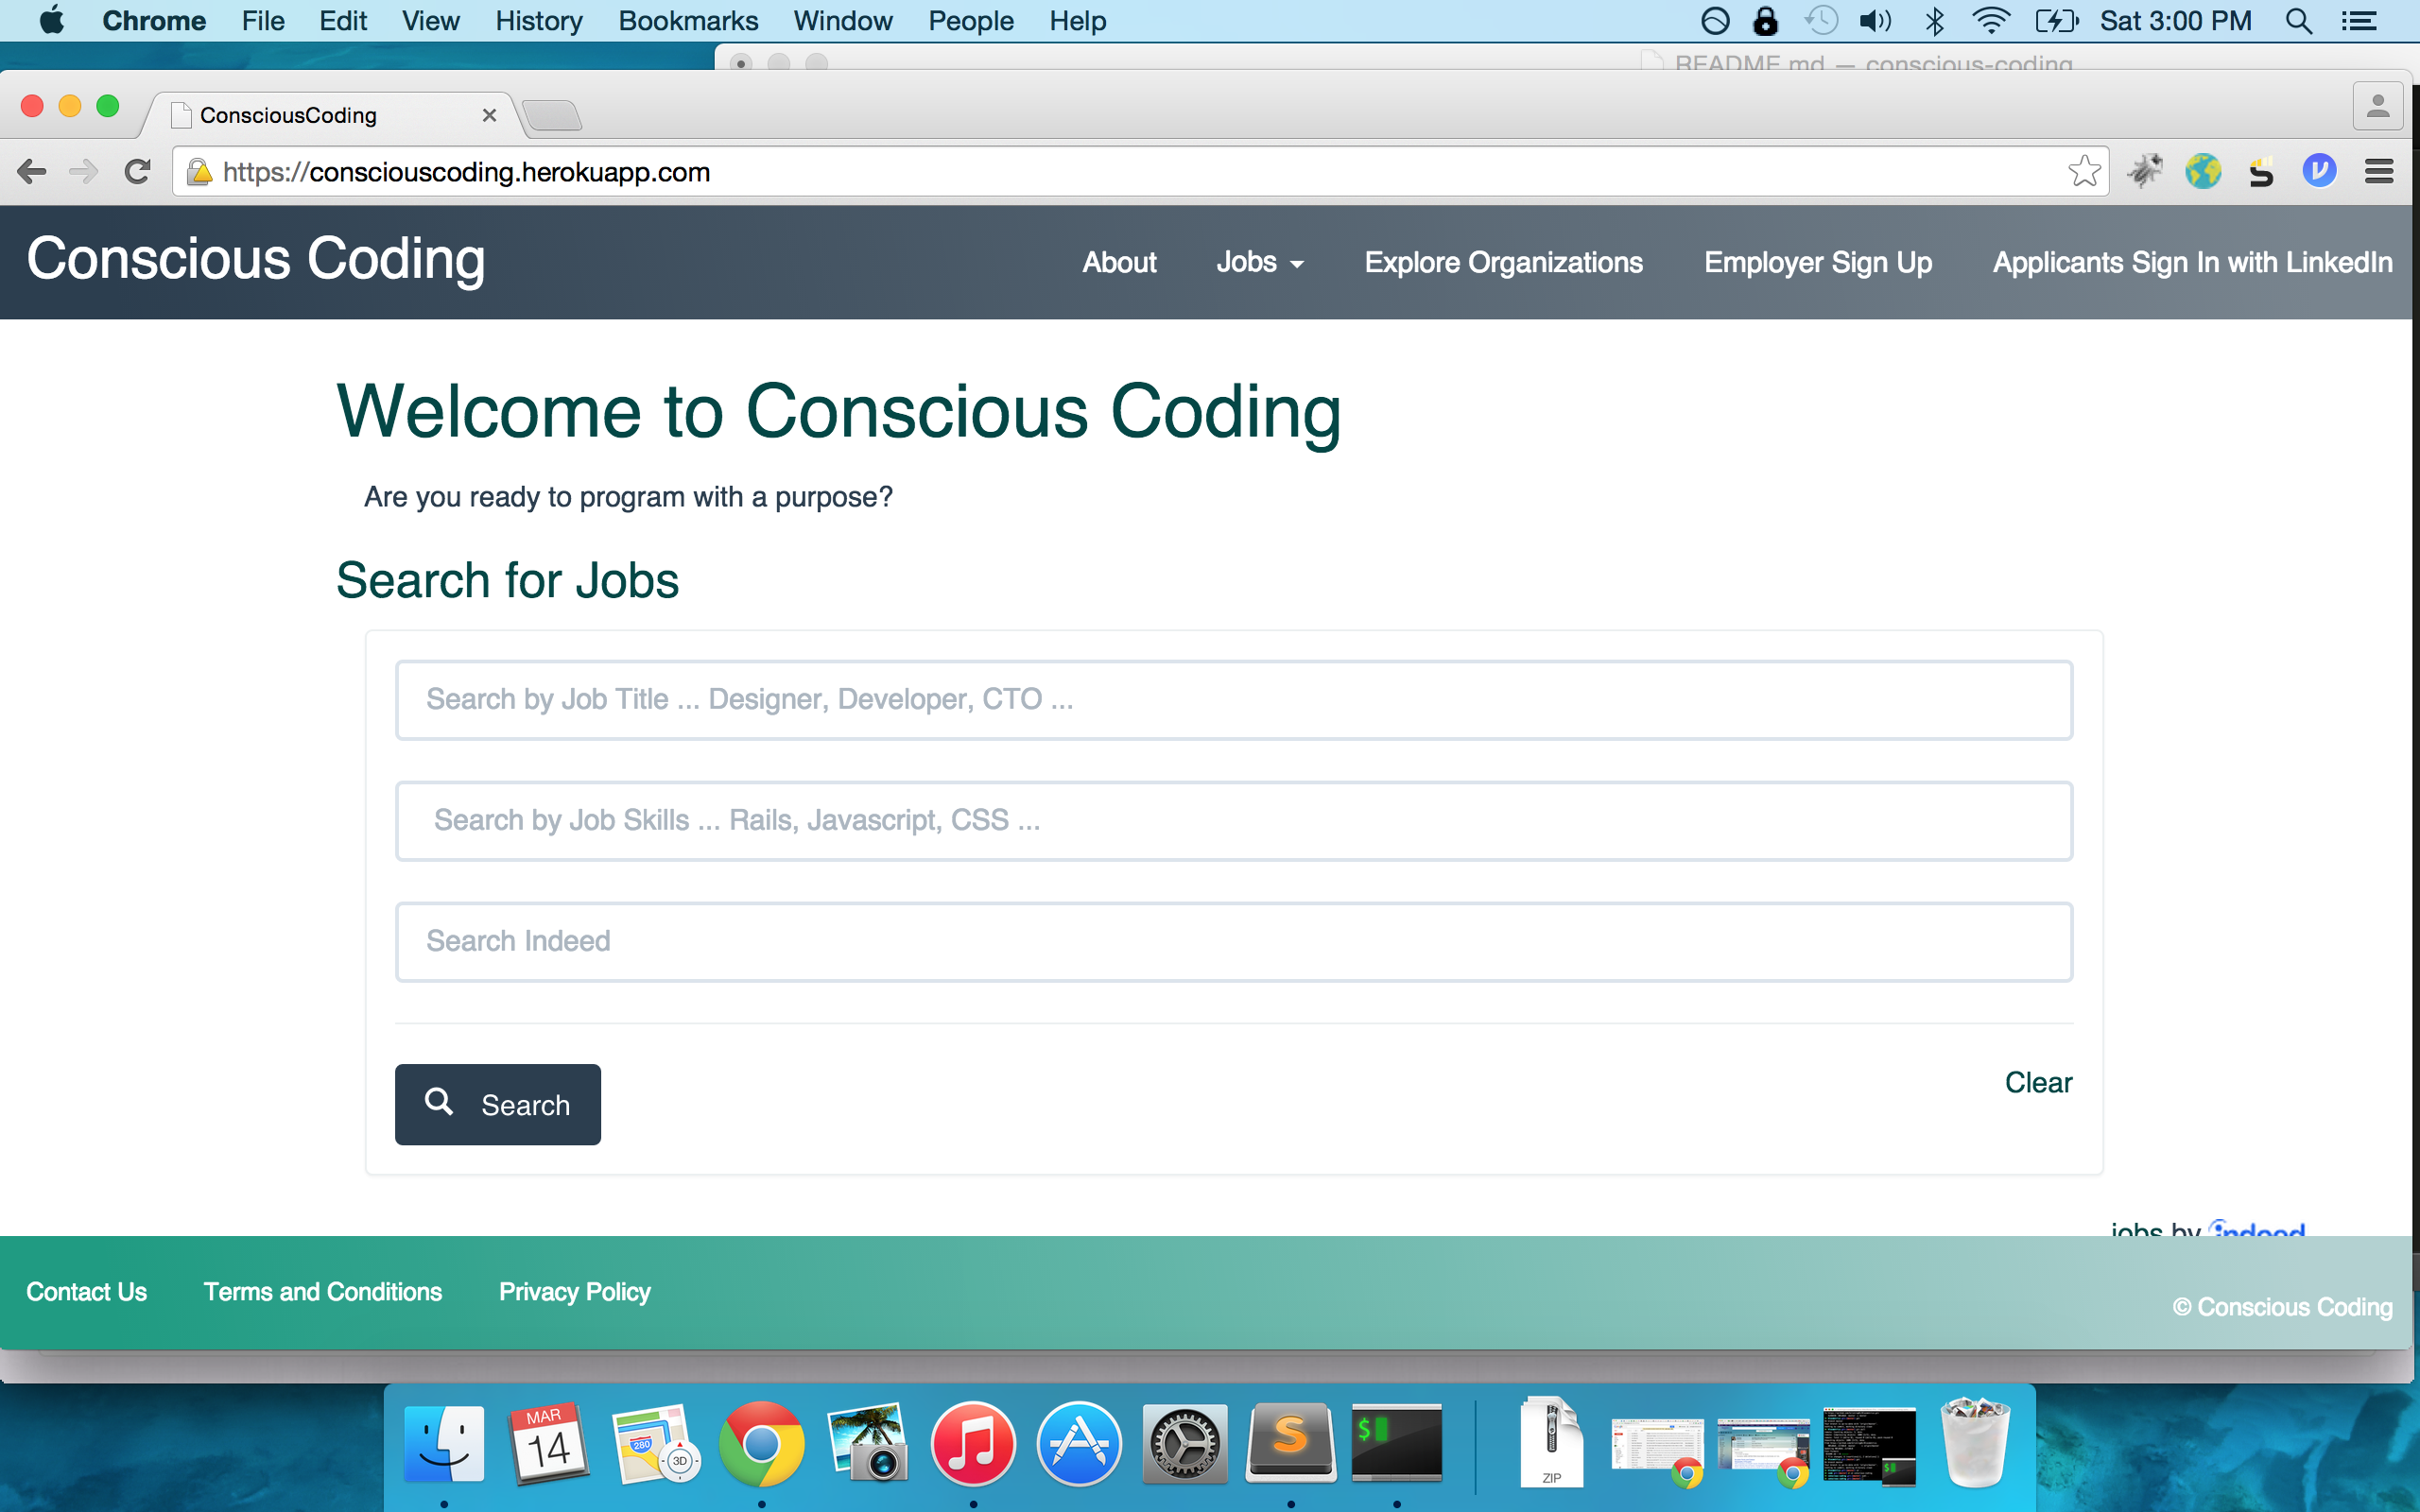 Chrome File Edit View History Bookmarks Window People Help Sat 3:00 PM
README.md — conscious-coding
ConsciousCoding
https://consciouscoding.herokuapp.com
Conscious Coding
About Jobs Explore Organizations Employer Sign Up Applicants Sign In with LinkedIn
Welcome to Conscious Coding
Are you ready to program with a purpose?
Search for Jobs
Search by Job Title ... Designer, Developer, CTO ...
Search by Job Skills ... Rails, Javascript, CSS ...
Search Indeed
Search
Clear
jobs by indeed
Contact Us Terms and Conditions Privacy Policy
© Conscious Coding
MAR
14
280
3D
S
$
ZIP
$